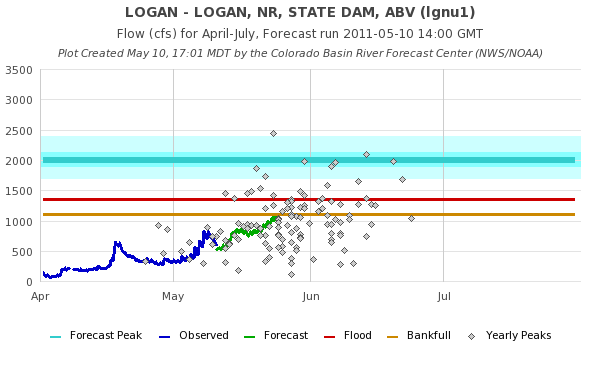 LOGAN - LOGAN, NR, STATE DAM, ABV (lgnu1)
Flow (cfs) for April-July, Forecast run 2011-05-10 14:00 GMT
Plot Created May 10, 17:01 MDT by the Colorado Basin River Forecast Center (NWS/NOAA)
3500
3000
2500
2000
1500
1000
500
0
Apr May Jun Jul
Forecast Peak Observed Forecast Flood Bankfull Yearly Peaks